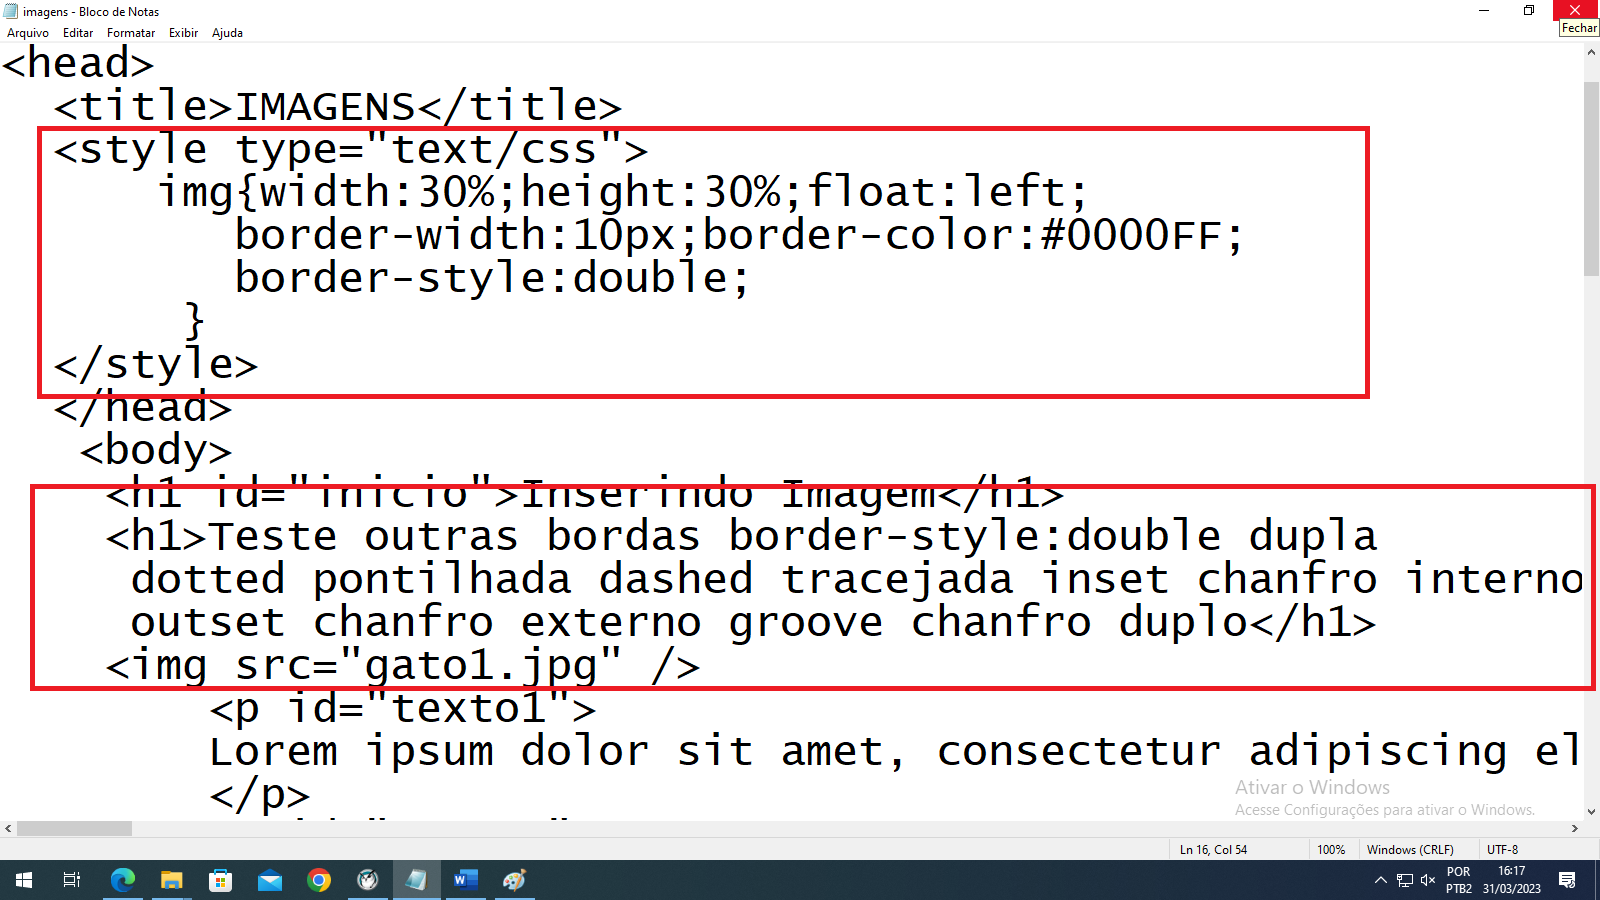 imagens - Bloco de Notas
Fechar
Arquivo Editar Formatar Exibir Ajuda
<head>
<title>IMAGENS</title>
<style type="text/css">
img{width:30%;height:30%;float:left;
border-width:10px;border-color:#0000FF;
border-style:double;
}
</style>
</head>
<body>
<h1 id="inicio">Inserindo Imagem</h1>
<h1>Teste outras bordas border-style:double dupla
dotted pontilhada dashed tracejada inset chanfro interno
outset chanfro externo groove chanfro duplo</h1>
<img src="gato1.jpg" />
<p id="texto1">
Lorem ipsum dolor sit amet, consectetur adipiscing el
</p>
Ativar o Windows
Acesse Configurações para ativar o Windows.
Ln 16, Col 54 100% Windows (CRLF) UTF-8
POR 16:17
PTB2 31/03/2023